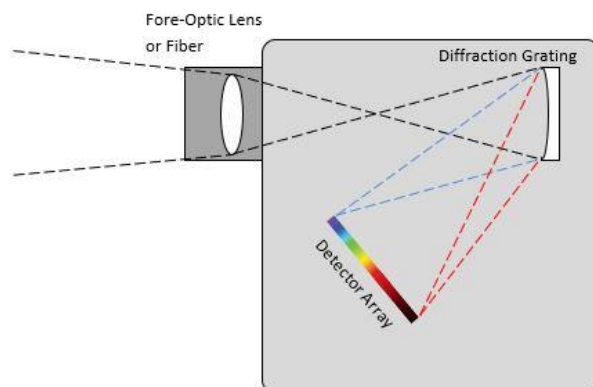 Fore-Optic Lens
or Fiber
Diffraction Grating
Detector Array